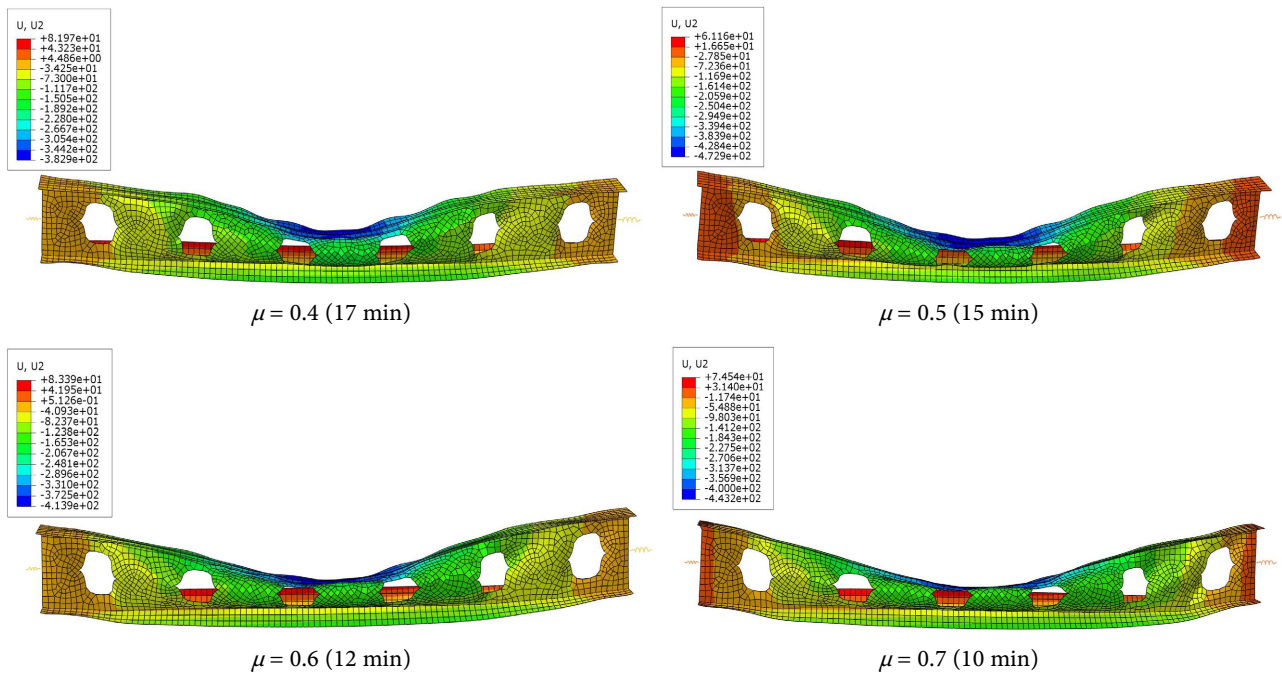 U, U2
+8.197e+01
+4.323e+01
+4.486e+00
-3.425e+01
-7.300e+01
-1.117e+02
-1.505e+02
-1.892e+02
-2.280e+02
-2.667e+02
-3.054e+02
-3.442e+02
-3.829e+02
μ = 0.4 (17 min)
U, U2
+6.116e+01
+1.665e+01
-2.785e+01
-7.236e+01
-1.169e+02
-1.614e+02
-2.059e+02
-2.504e+02
-2.949e+02
-3.394e+02
-3.839e+02
-4.284e+02
-4.729e+02
μ = 0.5 (15 min)
U, U2
+8.339e+01
+4.195e+01
+5.126e-01
-4.093e+01
-8.237e+01
-1.238e+02
-1.653e+02
-2.067e+02
-2.481e+02
-2.896e+02
-3.310e+02
-3.725e+02
-4.139e+02
μ = 0.6 (12 min)
U, U2
+7.454e+01
+3.140e+01
-1.174e+01
-5.488e+01
-9.803e+01
-1.412e+02
-1.843e+02
-2.275e+02
-2.706e+02
-3.137e+02
-3.569e+02
-4.000e+02
-4.432e+02
μ = 0.7 (10 min)